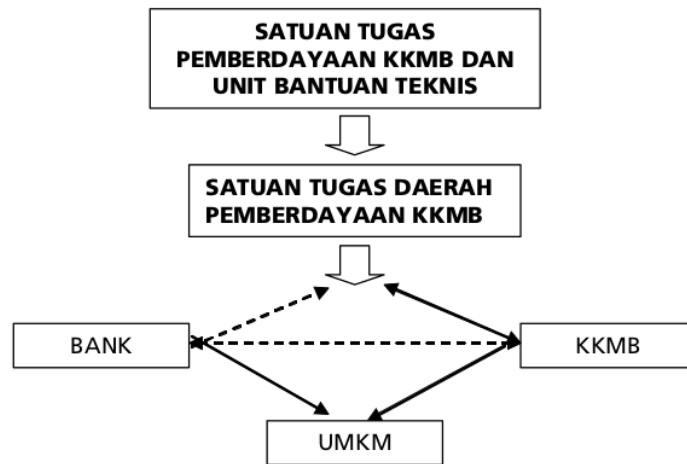 SATUAN TUGAS
PEMBERDAYAAN KKMB DAN
UNIT BANTUAN TEKNIS
SATUAN TUGAS DAERAH
PEMBERDAYAAN KKMB
BANK
KKMB
UMKM